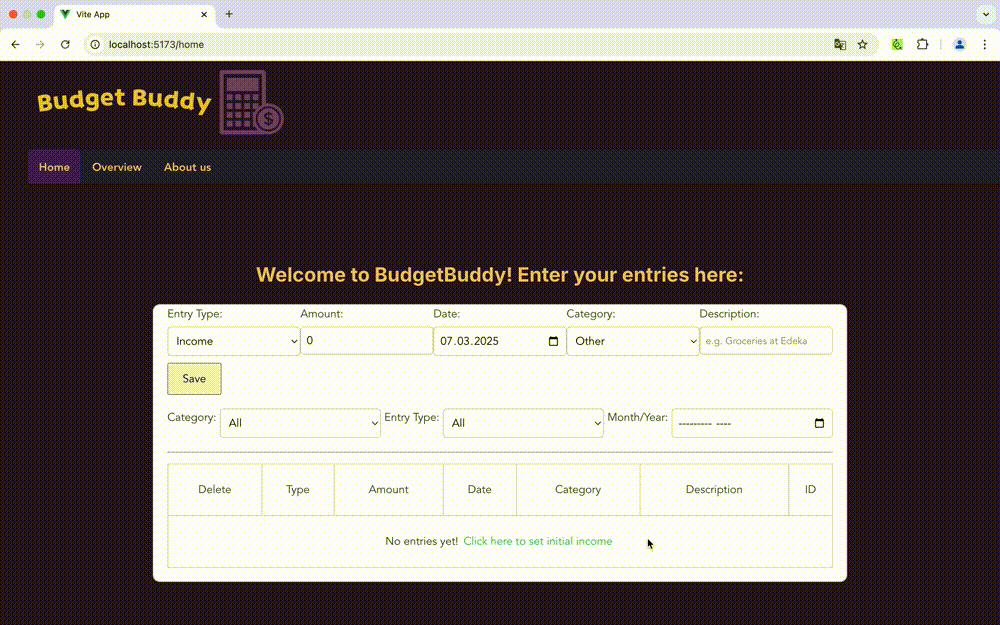 Vite App
localhost:5173/home
Budget Buddy
$
Home Overview About us
Welcome to BudgetBuddy! Enter your entries here:
Entry Type: Amount: Date: Category: Description:
Income 0 07.03.2025 Other e.g. Groceries at Edeka
Save
Category: All Entry Type: All Month/Year: --------- ----
Delete Type Amount Date Category Description ID
No entries yet! Click here to set initial income